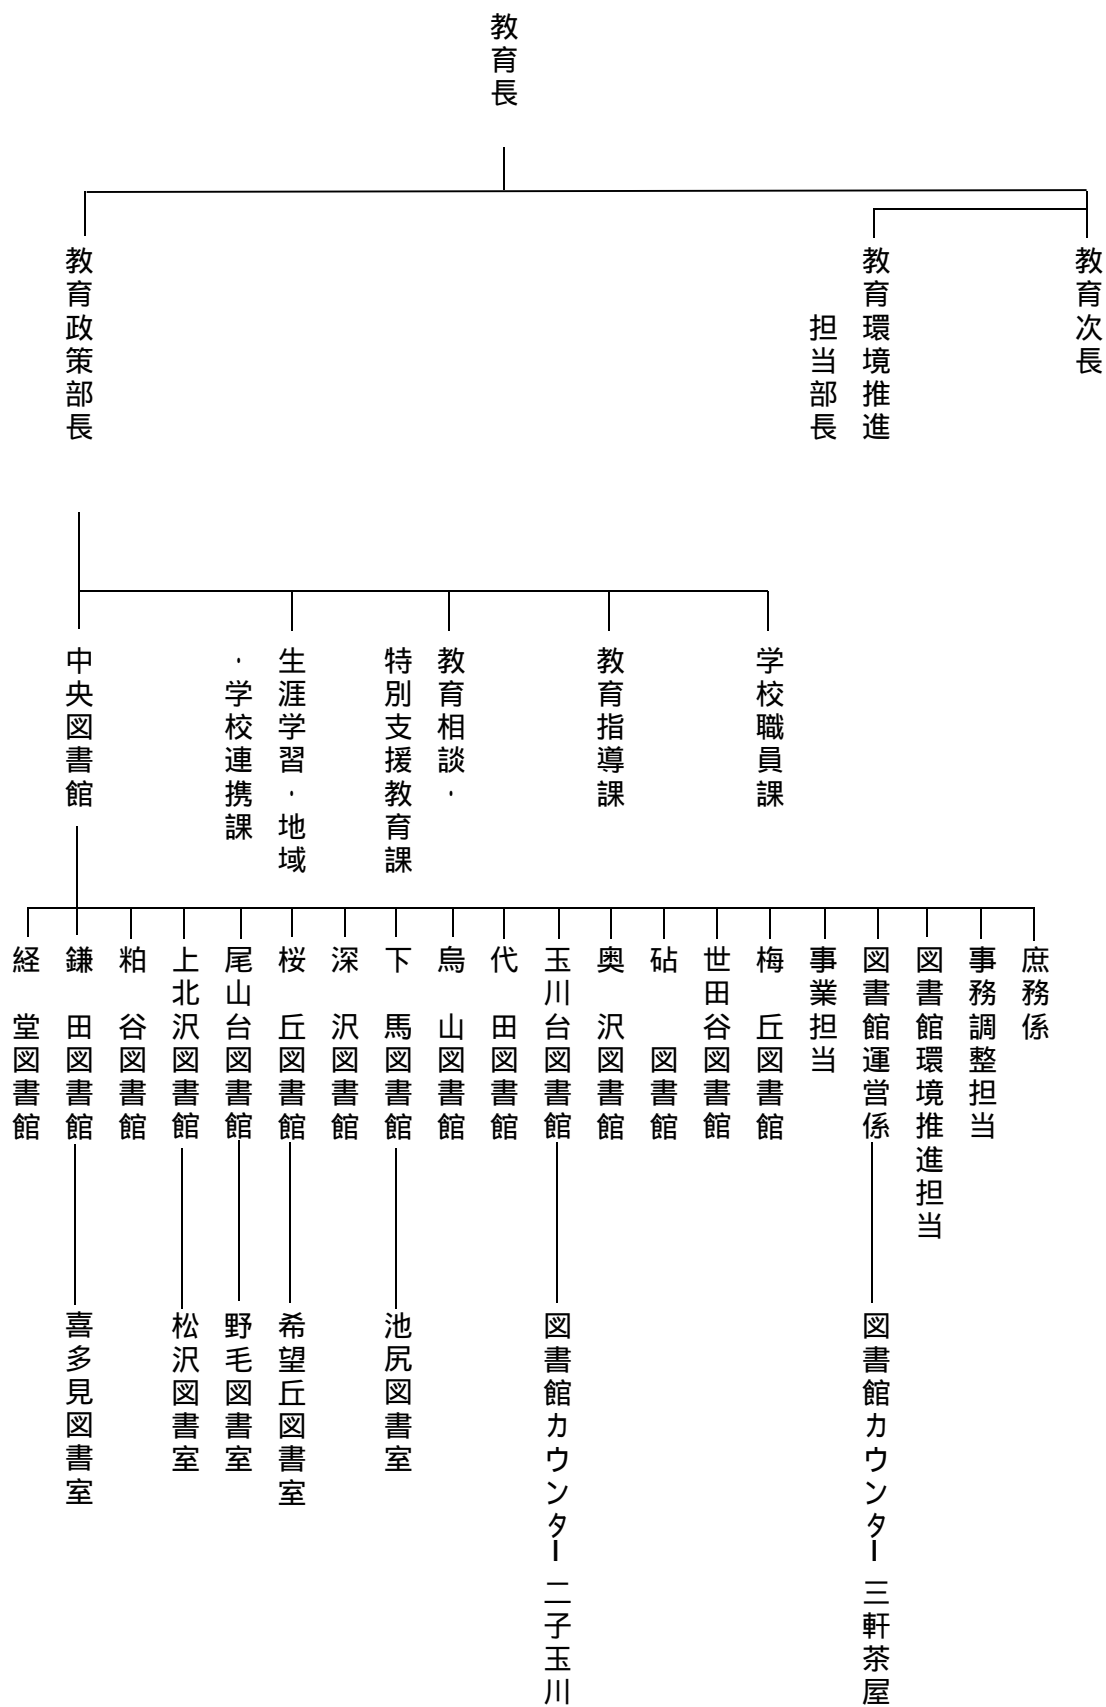 教育長
教育次長
教育環境推進
担当部長
教育政策部長
学校職員課
教育指導課
教育相談・
特別支援教育課
生涯学習・地域
・学校連携課
中央図書館
庶務係
事務調整担当
図書館環境推進担当
図書館運営係
事業担当
梅 丘図書館
世田谷図書館
砧 図書館
奥 沢図書館
玉川台図書館
代 田図書館
烏 山図書館
下 馬図書館
深 沢図書館
桜 丘図書館
尾山台図書館
上北沢図書館
粕 谷図書館
鎌 田図書館
経 堂図書館
図書館カウンター三軒茶屋
図書館カウンター二子玉川
池尻図書室
希望丘図書室
野毛図書室
松沢図書室
喜多見図書室